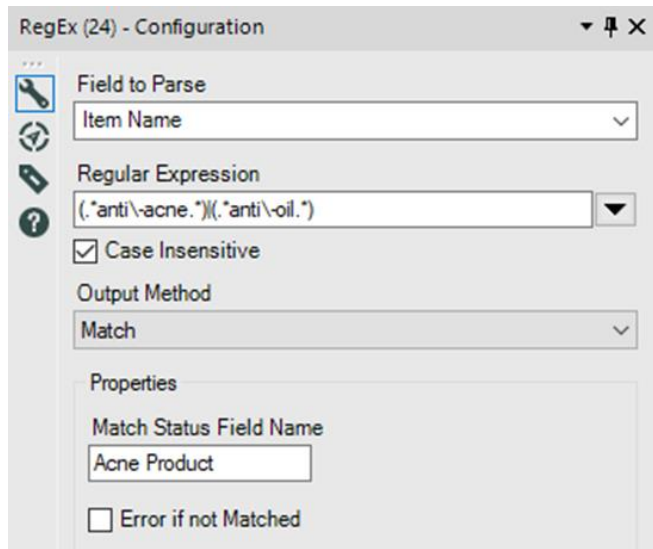 RegEx (24) - Configuration
Field to Parse
Item Name
Regular Expression
(.*anti\-acne.*)|(.*anti\-oil.*)
Case Insensitive
Output Method
Match
Properties
Match Status Field Name
Acne Product
Error if not Matched